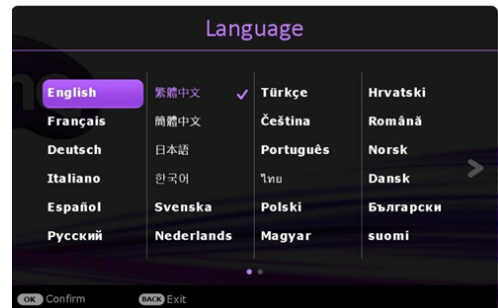 Language
English
Français
Deutsch
Italiano
Español
Русский
繁體中文
簡體中文
日本語
한국어
Svenska
Nederlands
Türkçe
Čeština
Português
ไทย
Polski
Magyar
Hrvatski
Română
Norsk
Dansk
Български
suomi
OK Confirm
BACK Exit